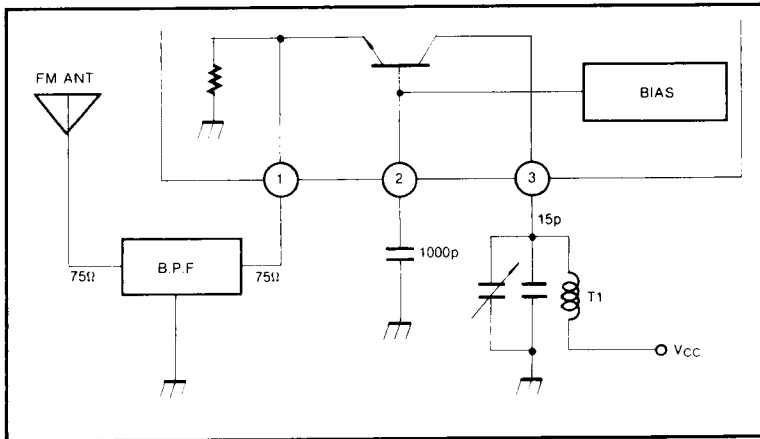 FM ANT
BIAS
1
2
3
15p
1000p
75Ω
B.P.F
75Ω
T1
VCC